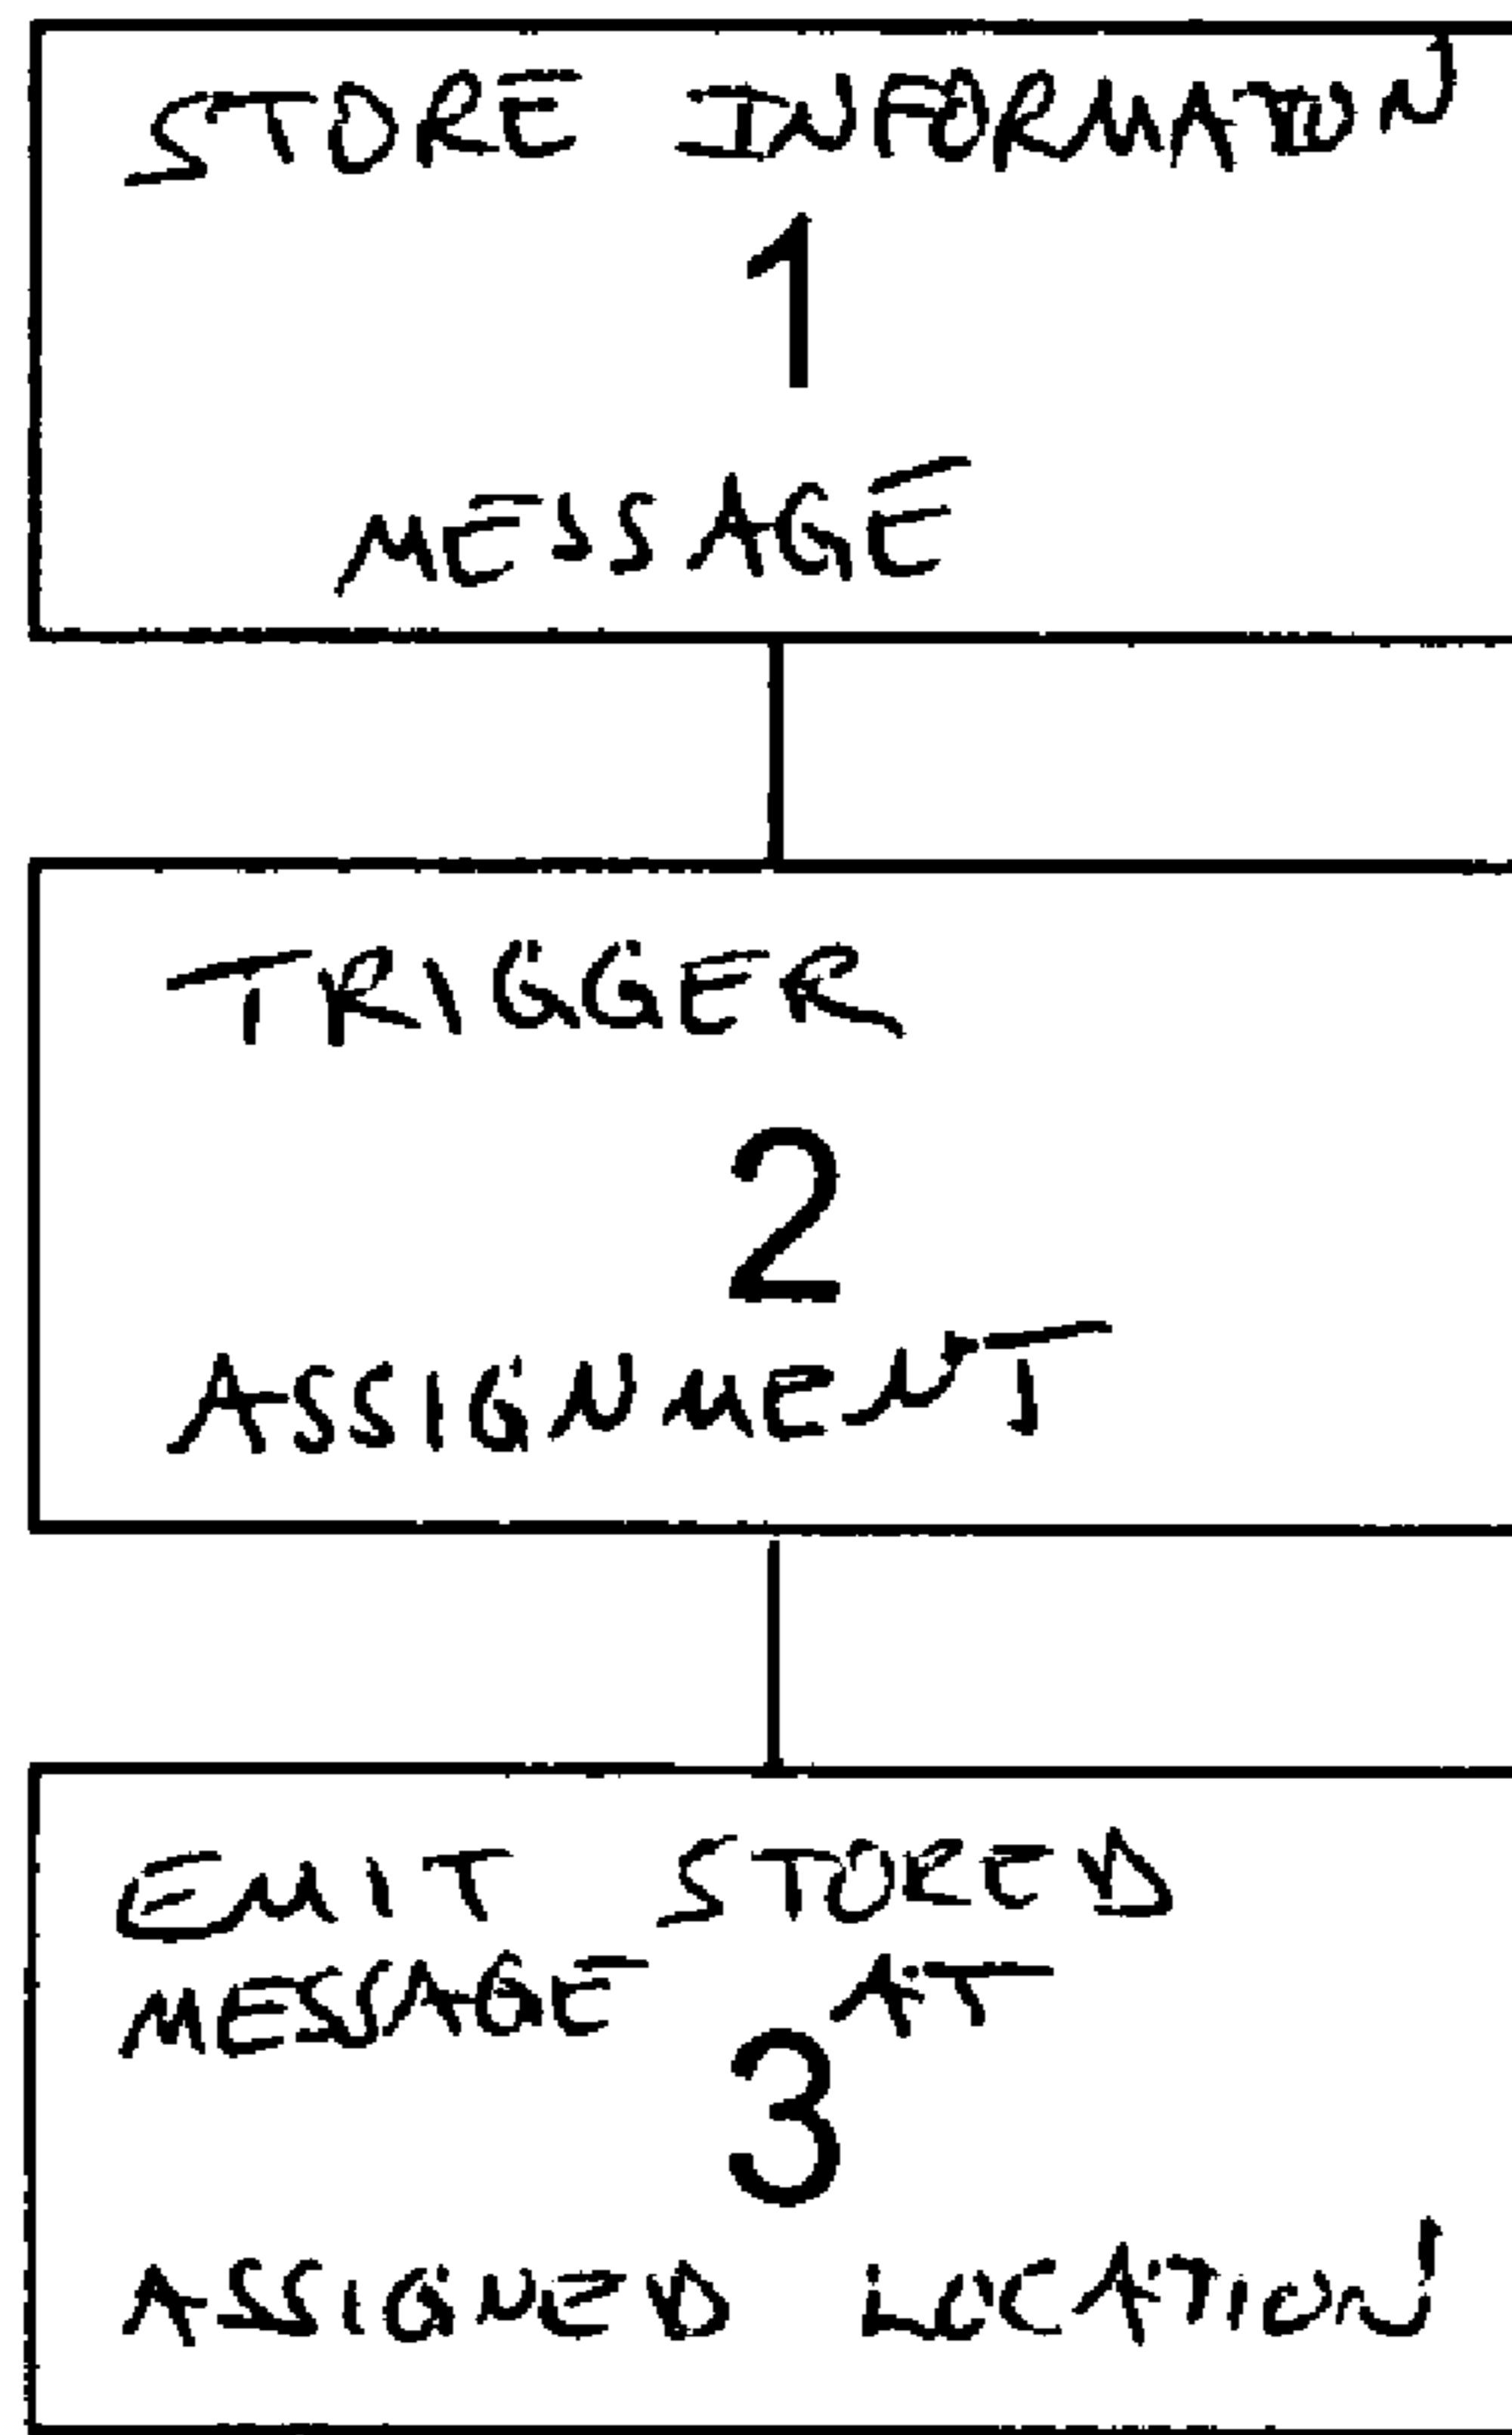 STORE INFORMATION
1
MESSAGE
TRIGGER
2
ASSIGNMENT
EMIT STORED
MESSAGE AT
3
ASSIGNED LOCATION